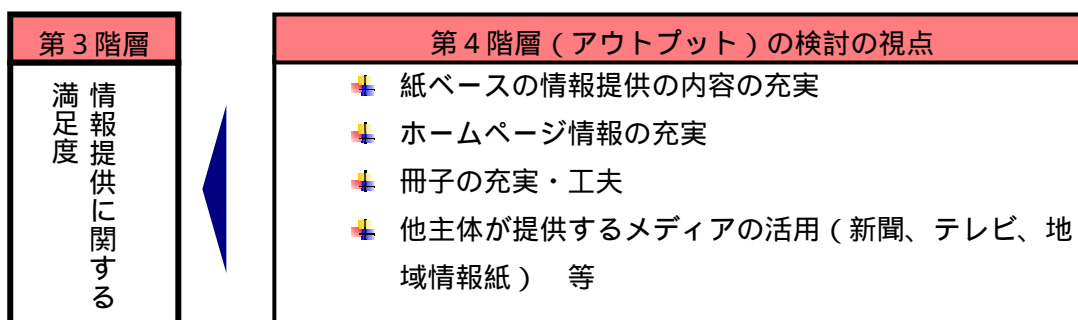 第３階層
情報提供に関する
満足度
第４階層（アウトプット）の検討の視点
紙ベースの情報提供の内容の充実
ホームページ情報の充実
冊子の充実・工夫
他主体が提供するメディアの活用（新聞、テレビ、地
域情報紙）　等